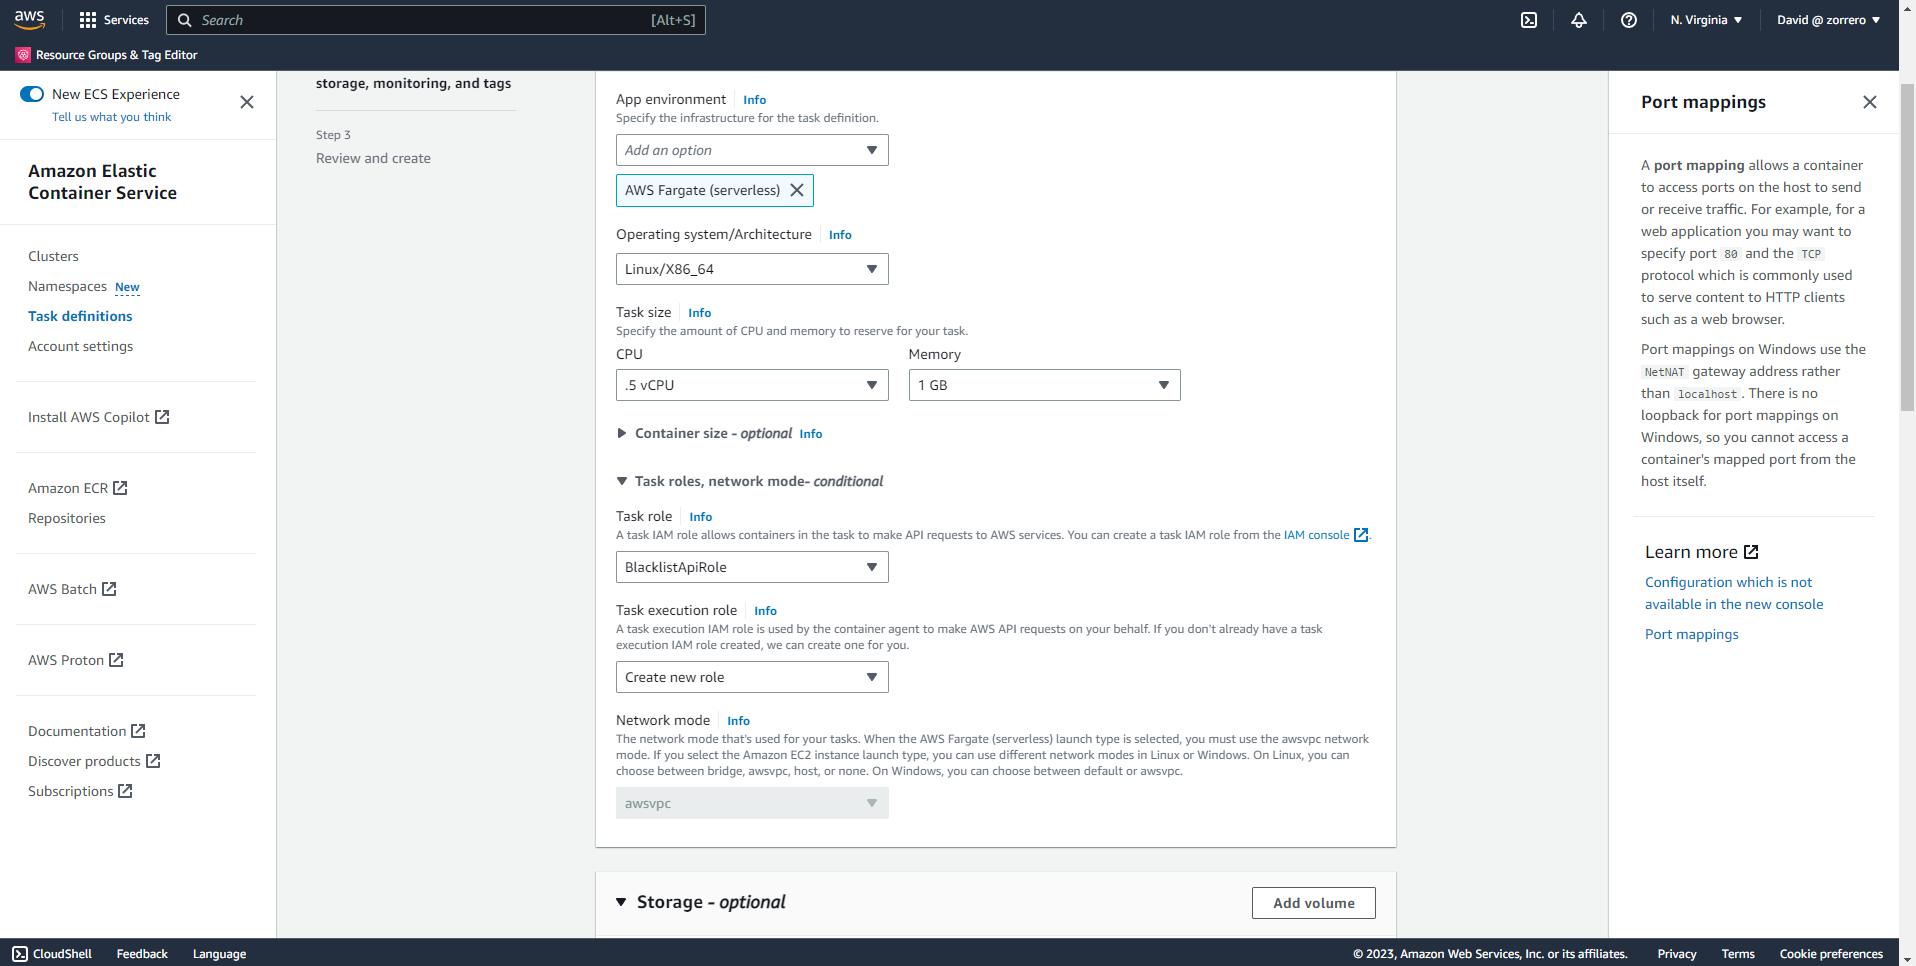 aws
Services
Search
[Alt+S]
N. Virginia
David @ zorrero
Resource Groups & Tag Editor
New ECS Experience
Tell us what you think
Amazon Elastic
Container Service
Clusters
Namespaces New
Task definitions
Account settings
Install AWS Copilot
Amazon ECR
Repositories
AWS Batch
AWS Proton
Documentation
Discover products
Subscriptions
storage, monitoring, and tags
Step 3
Review and create
App environment Info
Specify the infrastructure for the task definition.
Add an option
AWS Fargate (serverless)
Operating system/Architecture Info
Linux/X86_64
Task size Info
Specify the amount of CPU and memory to reserve for your task.
CPU Memory
.5 vCPU 1 GB
Container size - optional Info
Task roles, network mode- conditional
Task role Info
A task IAM role allows containers in the task to make API requests to AWS services. You can create a task IAM role from the IAM console.
BlacklistApiRole
Task execution role Info
A task execution IAM role is used by the container agent to make AWS API requests on your behalf. If you don't already have a task
execution IAM role created, we can create one for you.
Create new role
Network mode Info
The network mode that's used for your tasks. When the AWS Fargate (serverless) launch type is selected, you must use the awsvpc network
mode. If you select the Amazon EC2 instance launch type, you can use different network modes in Linux or Windows. On Linux, you can
choose between bridge, awsvpc, host, or none. On Windows, you can choose between default or awsvpc.
awsvpc
Storage - optional
Add volume
Port mappings
A port mapping allows a container
to access ports on the host to send
or receive traffic. For example, for a
web application you may want to
specify port 80 and the TCP
protocol which is commonly used
to serve content to HTTP clients
such as a web browser.
Port mappings on Windows use the
NetNAT gateway address rather
than localhost. There is no
loopback for port mappings on
Windows, so you cannot access a
container's mapped port from the
host itself.
Learn more
Configuration which is not
available in the new console
Port mappings
CloudShell Feedback Language
© 2023, Amazon Web Services, Inc. or its affiliates. Privacy Terms Cookie preferences